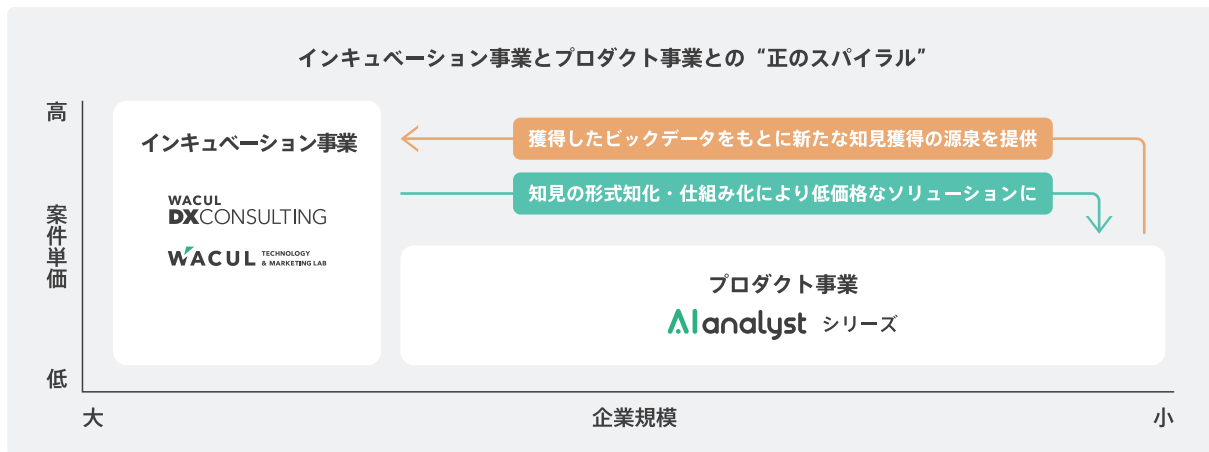 インキュベーション事業とプロダクト事業との “正のスパイラル”
高
案件単価
低
インキュベーション事業
WACUL
DXCONSULTING
WACUL TECHNOLOGY & MARKETING LAB
獲得したビックデータをもとに新たな知見獲得の源泉を提供
知見の形式知化・仕組み化により低価格なソリューションに
プロダクト事業
AI analyst シリーズ
大
企業規模
小